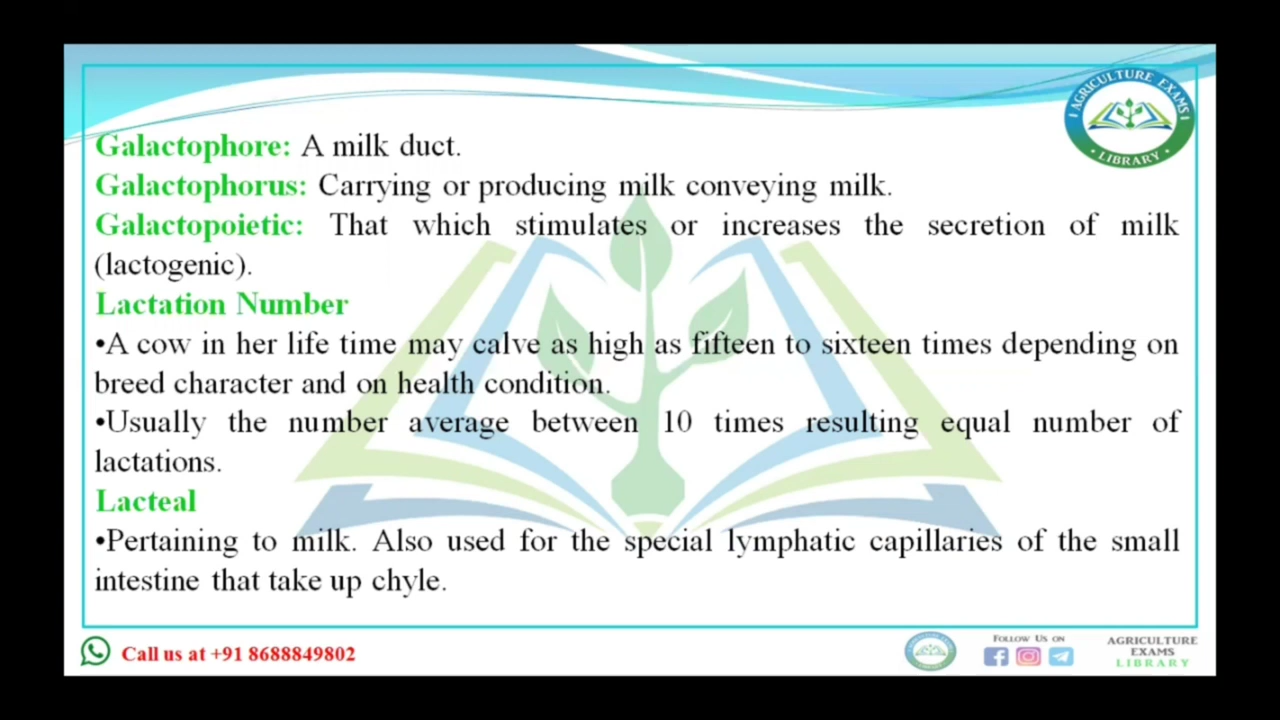 AGRICULTURE EXAMS
• LIBRARY •
Galactophore: A milk duct.
Galactophorus: Carrying or producing milk conveying milk.
Galactopoietic: That which stimulates or increases the secretion of milk
(lactogenic).
Lactation Number
•A cow in her life time may calve as high as fifteen to sixteen times depending on
breed character and on health condition.
•Usually the number average between 10 times resulting equal number of
lactations.
Lacteal
•Pertaining to milk. Also used for the special lymphatic capillaries of the small
intestine that take up chyle.
Call us at +91 8688849802
FOLLOW US ON
AGRICULTURE
EXAMS
LIBRARY